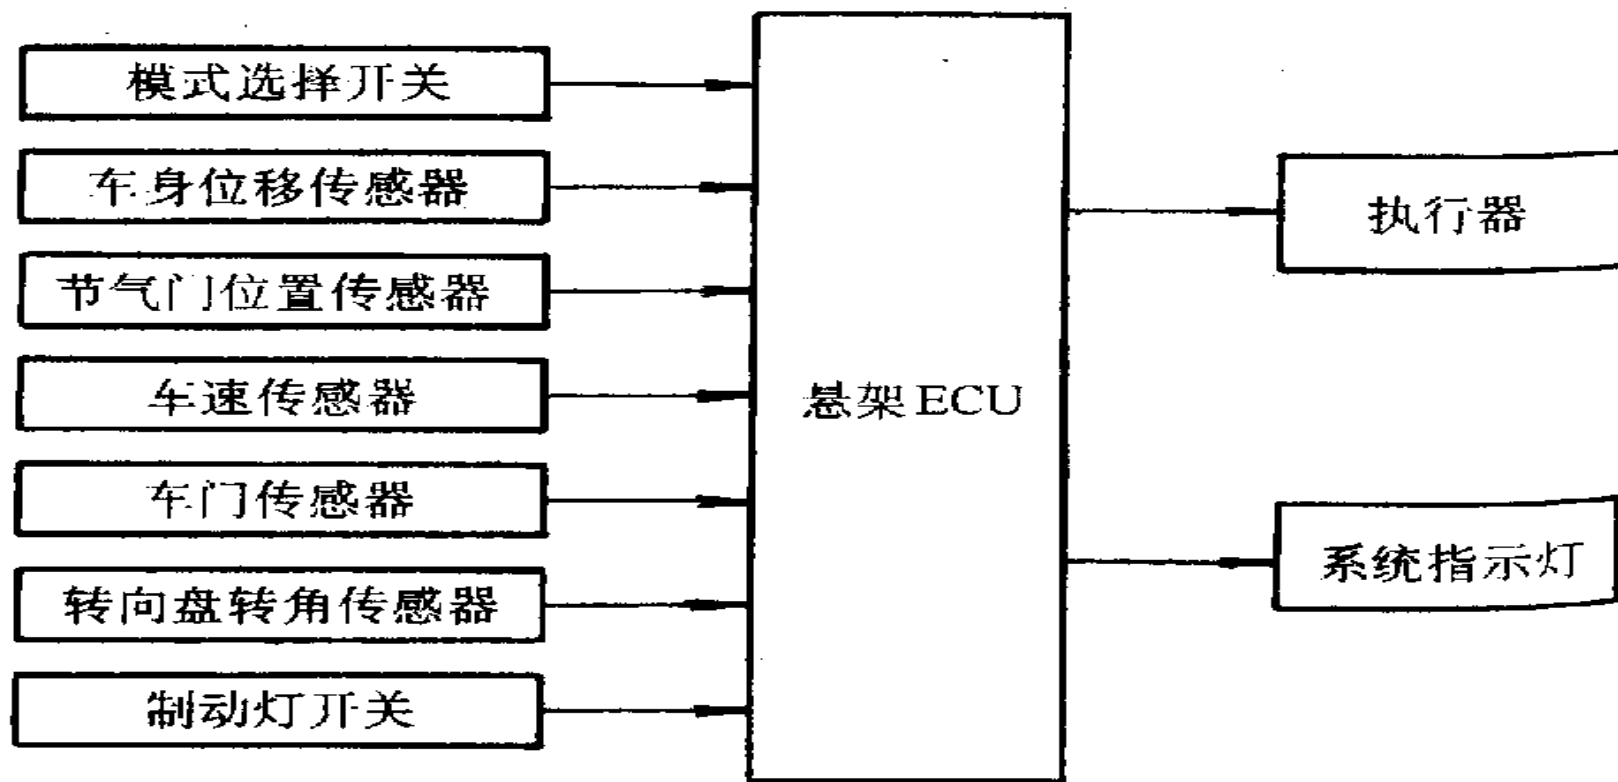 模式选择开关
车身位移传感器
节气门位置传感器
车速传感器
车门传感器
转向盘转角传感器
制动灯开关
悬架ECU
执行器
系统指示灯